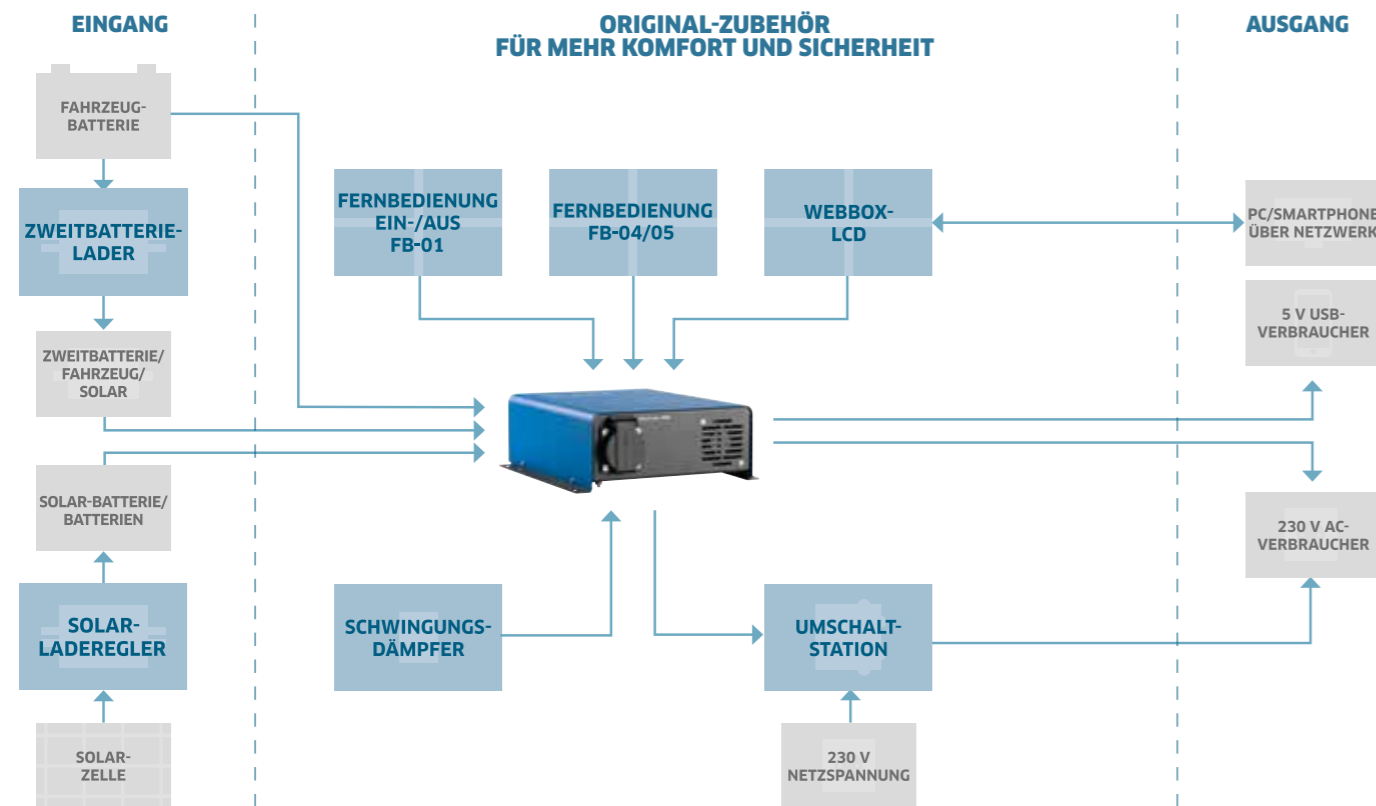 EINGANG
ORIGINAL-ZUBEHÖR
FÜR MEHR KOMFORT UND SICHERHEIT
AUSGANG
FAHRZEUG-
BATTERIE
ZWEITBATTERIE-
LADER
ZWEITBATTERIE/
FAHRZEUG/
SOLAR
SOLAR-BATTERIE/
BATTERIEN
SOLAR-
LADEREGLER
SOLAR-
ZELLE
FERNBEDIENUNG
EIN-/AUS
FB-01
FERNBEDIENUNG
FB-04/05
WEBBOX-
LCD
SCHWINGUNGS-
DÄMPFER
UMSCHALT-
STATION
230 V
NETZSPANNUNG
PC/SMARTPHONE
ÜBER NETZWERK
5 V USB-
VERBRAUCHER
230 V AC-
VERBRAUCHER